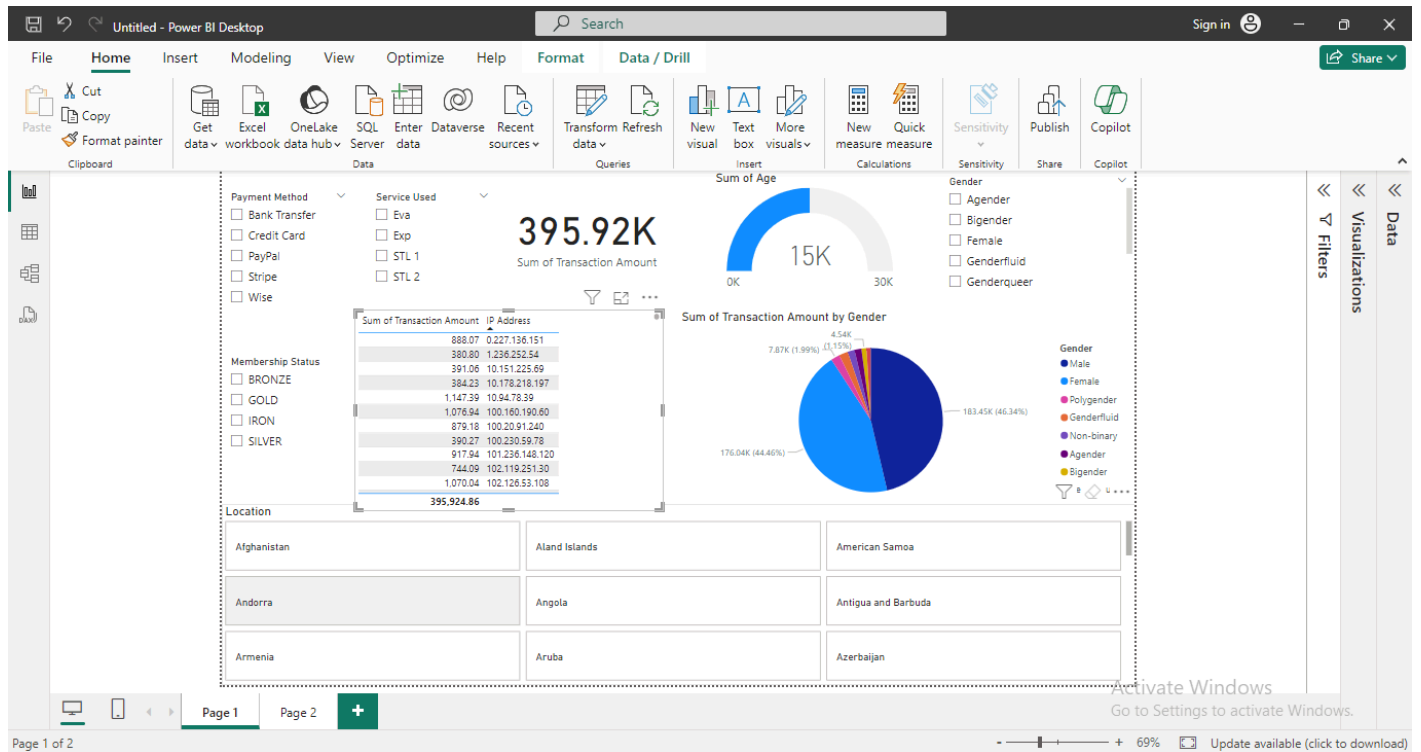 Untitled - Power BI Desktop
Search
Sign in
File Home Insert Modeling View Optimize Help Format Data / Drill
Share
Paste
Cut
Copy
Format painter
Clipboard
Get data
Excel workbook
OneLake data hub
SQL Server
Enter data
Dataverse
Recent sources
Data
Transform data
Refresh
Queries
New visual
Text box
More visuals
Insert
New measure
Quick measure
Calculations
Sensitivity
Sensitivity
Publish
Share
Copilot
Copilot
Payment Method
Bank Transfer
Credit Card
PayPal
Stripe
Wise
Service Used
Eva
Exp
STL 1
STL 2
395.92K
Sum of Transaction Amount
Sum of Age
15K
0K
30K
Gender
Agender
Bigender
Female
Genderfluid
Genderqueer
Membership Status
BRONZE
GOLD
IRON
SILVER
Sum of Transaction Amount IP Address
888.07 0.227.136.151
380.80 1.236.252.54
391.06 10.151.225.69
384.23 10.178.218.197
1,147.39 10.94.78.39
1,076.94 100.160.190.60
879.18 100.20.91.240
390.27 100.230.59.78
917.94 101.236.148.120
744.09 102.119.251.30
1,070.04 102.126.53.108
395,924.86
Sum of Transaction Amount by Gender
4.54K
(1.15%)
7.87K (1.99%)
183.45K (46.34%)
176.04K (44.46%)
Gender
Male
Female
Polygender
Genderfluid
Non-binary
Agender
Bigender
Location
Afghanistan
Aland Islands
American Samoa
Andorra
Angola
Antigua and Barbuda
Armenia
Aruba
Azerbaijan
Filters
Visualizations
Data
Activate Windows
Go to Settings to activate Windows.
Page 1
Page 2
+
Page 1 of 2
- + 69%
Update available (click to download)